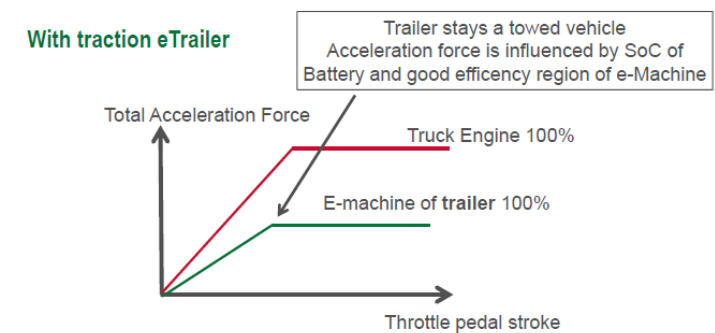 With traction eTrailer
Trailer stays a towed vehicle
Acceleration force is influenced by SoC of
Battery and good efficency region of e-Machine
Total Acceleration Force
Truck Engine 100%
E-machine of trailer 100%
Throttle pedal stroke